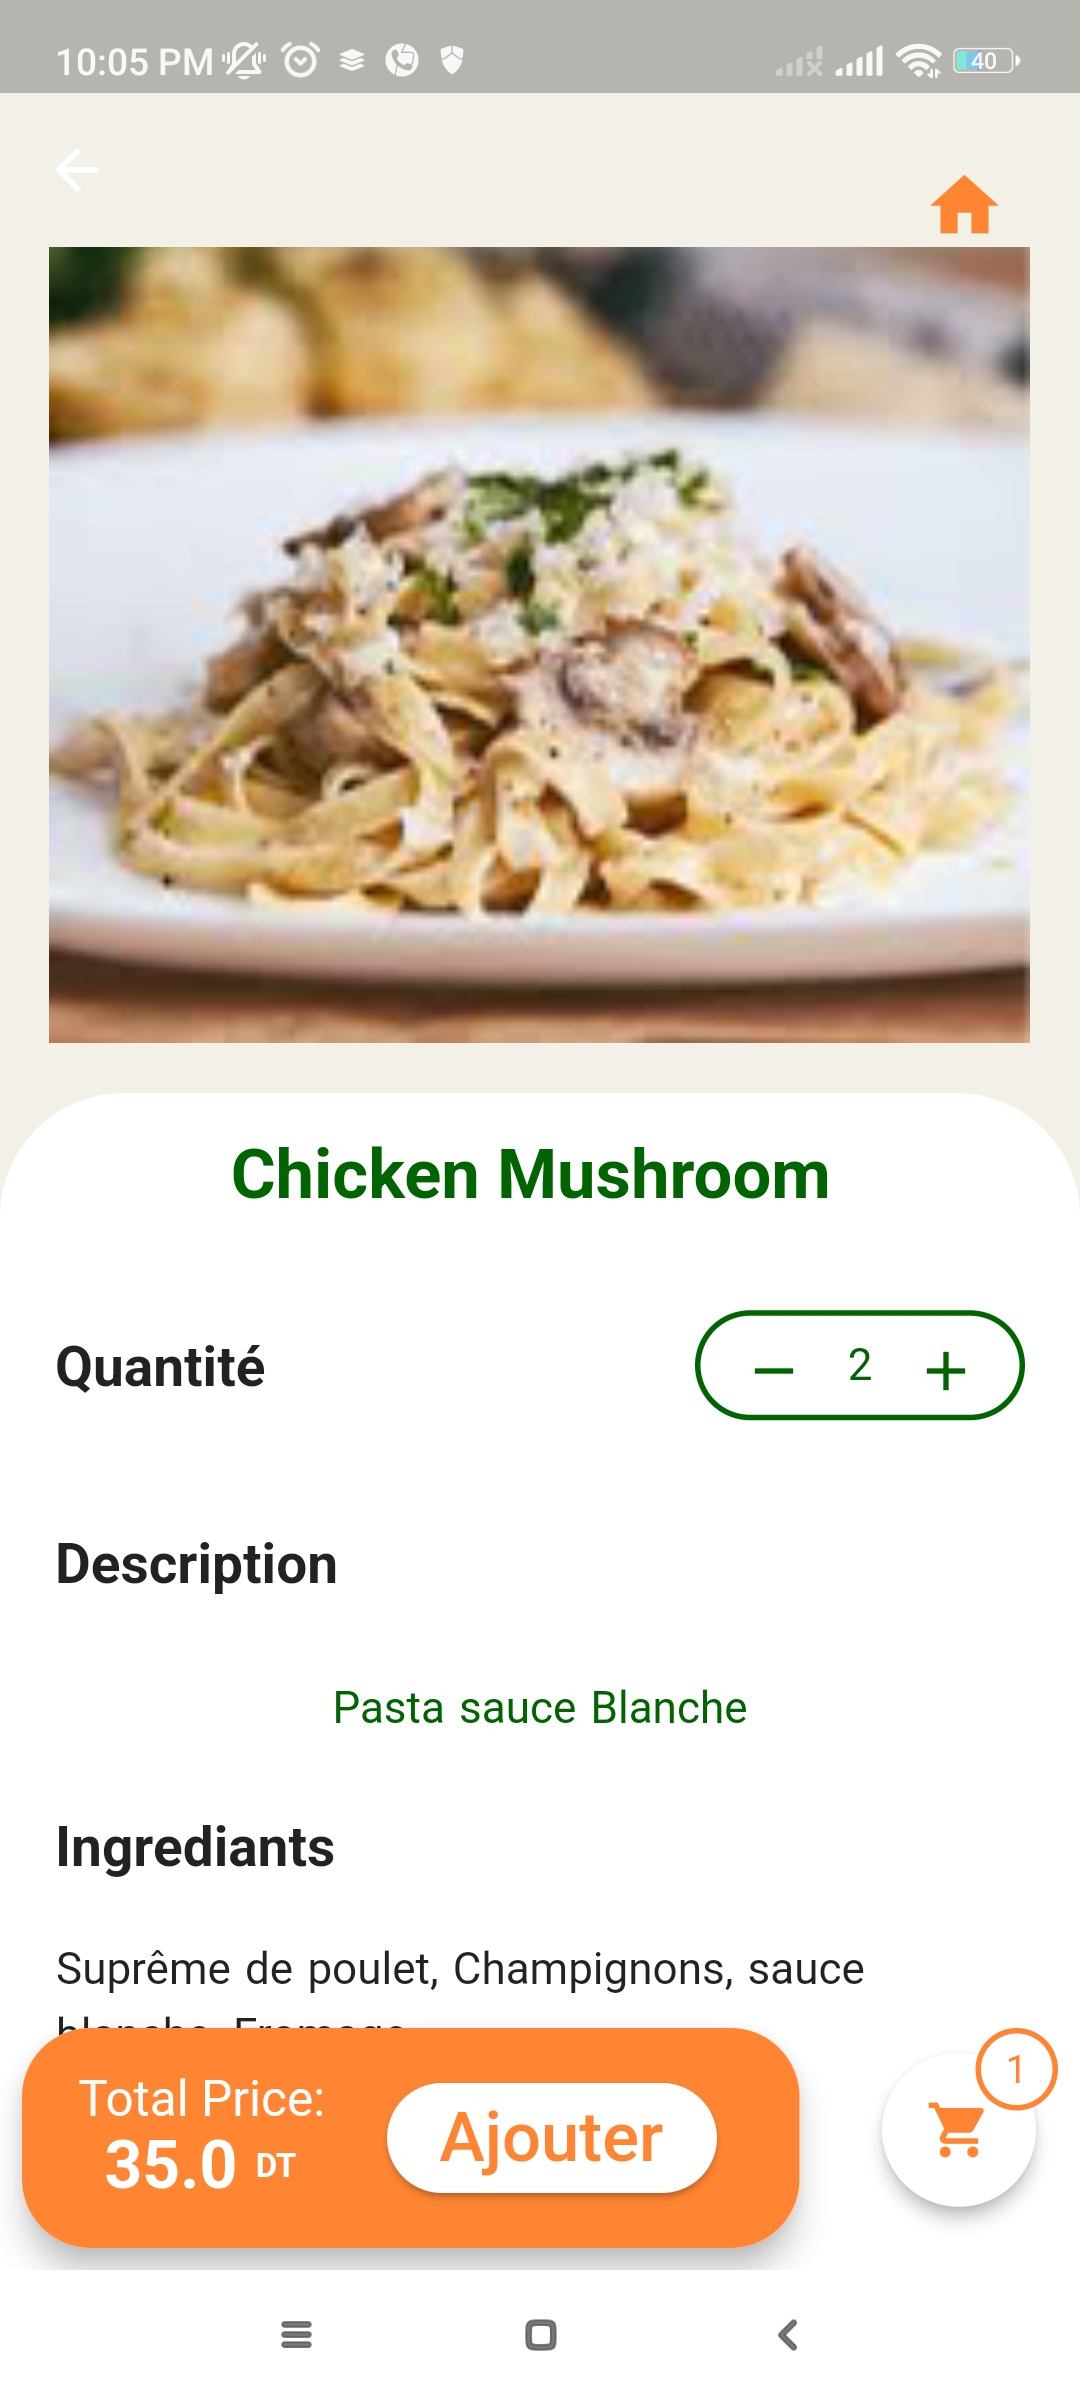 10:05 PM
40
Chicken Mushroom
Quantité
2
Description
Pasta sauce Blanche
Ingrediants
Suprême de poulet, Champignons, sauce
1
Total Price:
35.0 DT
Ajouter